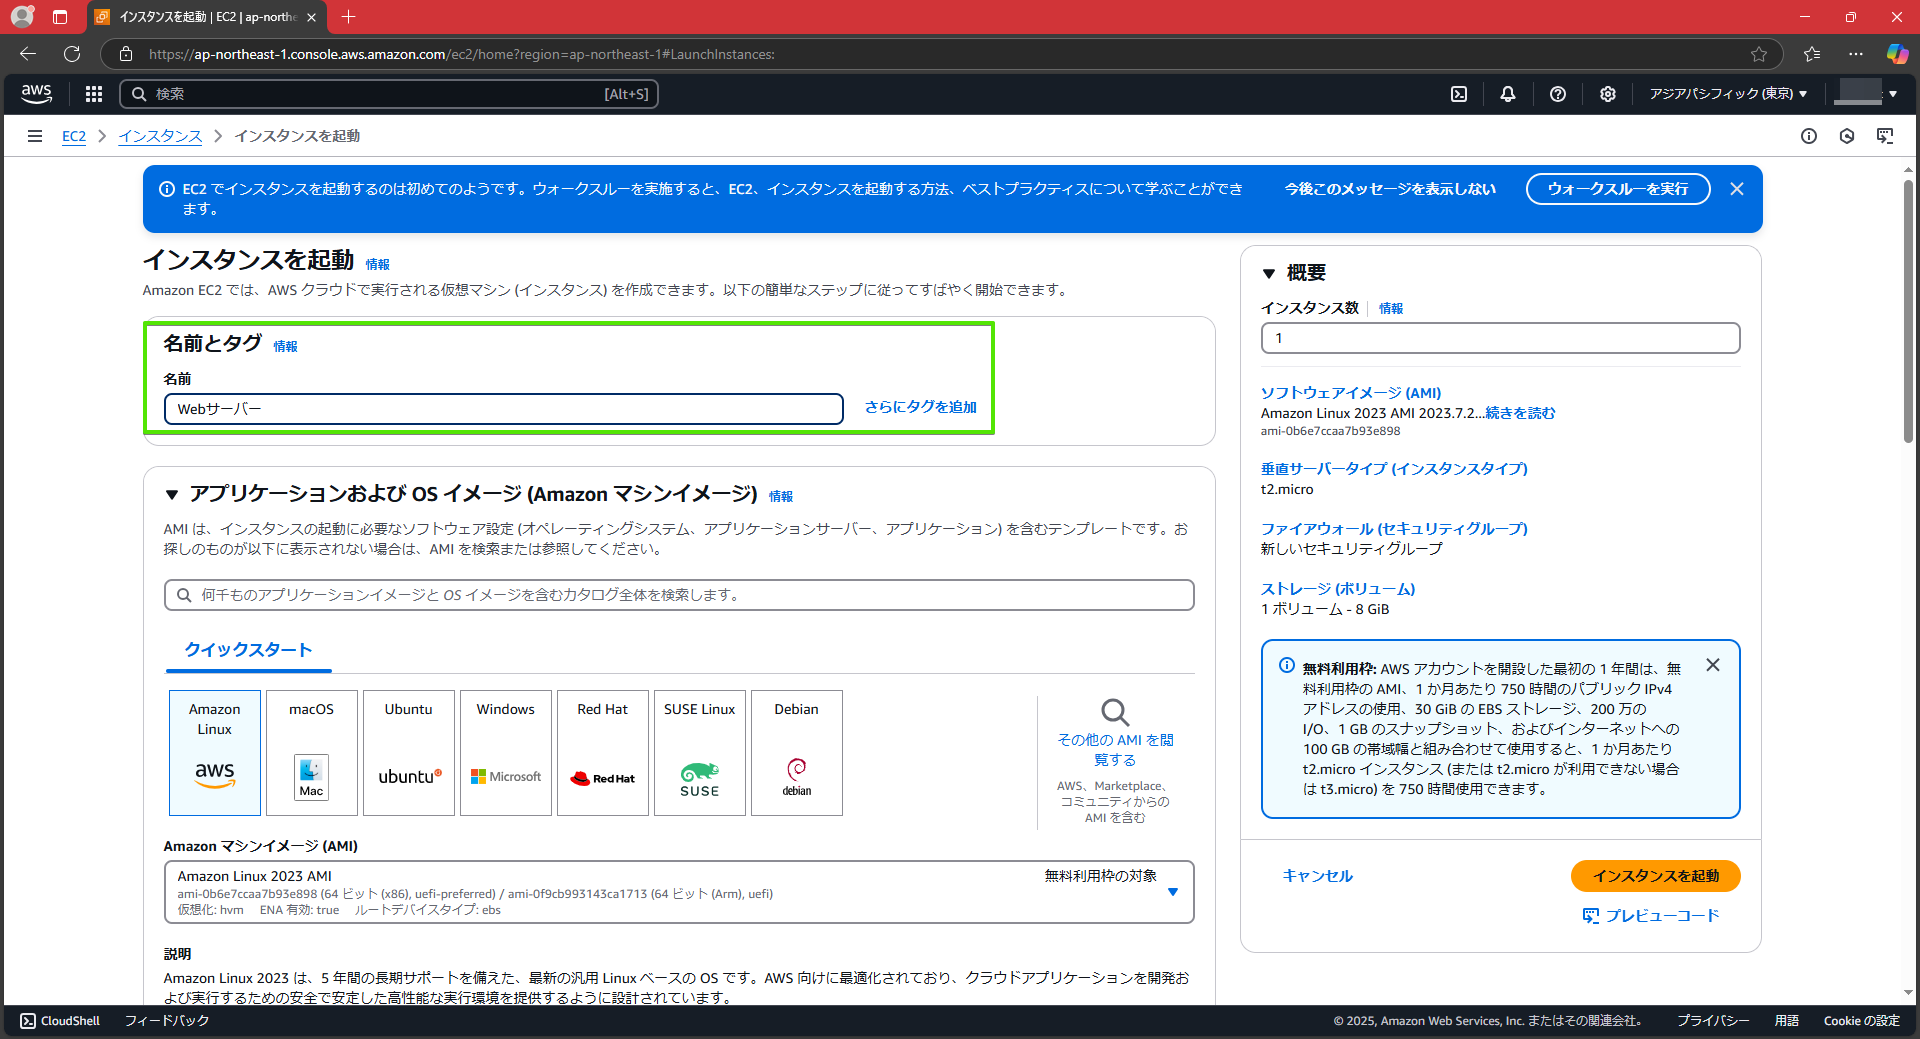 インスタンスを起動 | EC2 | ap-northe
https://ap-northeast-1.console.aws.amazon.com/ec2/home?region=ap-northeast-1#LaunchInstances:
aws
検索
[Alt+S]
アジアパシフィック (東京)
EC2
インスタンス
インスタンスを起動
EC2 でインスタンスを起動するのは初めてのようです。ウォークスルーを実施すると、EC2、インスタンスを起動する方法、ベストプラクティスについて学ぶことができ
ます。
今後このメッセージを表示しない
ウォークスルーを実行
インスタンスを起動 情報
Amazon EC2 では、AWS クラウドで実行される仮想マシン (インスタンス) を作成できます。以下の簡単なステップに従ってすばやく開始できます。
名前とタグ 情報
名前
Webサーバー
さらにタグを追加
アプリケーションおよび OS イメージ (Amazon マシンイメージ) 情報
AMI は、インスタンスの起動に必要なソフトウェア設定 (オペレーティングシステム、アプリケーションサーバー、アプリケーション) を含むテンプレートです。お
探しのものが以下に表示されない場合は、AMI を検索または参照してください。
何千ものアプリケーションイメージと OS イメージを含むカタログ全体を検索します。
クイックスタート
Amazon
Linux
aws
macOS
Mac
Ubuntu
ubuntu
Windows
Microsoft
Red Hat
Red Hat
SUSE Linux
SUSE
Debian
debian
その他の AMI を閲
覧する
AWS、Marketplace、
コミュニティからの
AMI を含む
Amazon マシンイメージ (AMI)
Amazon Linux 2023 AMI
無料利用枠の対象
ami-0b6e7ccaa7b93e898 (64 ビット (x86), uefi-preferred) / ami-0f9cb993143ca1713 (64 ビット (Arm), uefi)
仮想化: hvm ENA 有効: true ルートデバイスタイプ: ebs
説明
Amazon Linux 2023 は、5 年間の長期サポートを備えた、最新の汎用 Linux ベースの OS です。AWS 向けに最適化されており、クラウドアプリケーションを開発お
よび実行するための安全で安定した高性能な実行環境を提供するように設計されています。
概要
インスタンス数 情報
1
ソフトウェアイメージ (AMI)
Amazon Linux 2023 AMI 2023.7.2...続きを読む
ami-0b6e7ccaa7b93e898
垂直サーバータイプ (インスタンスタイプ)
t2.micro
ファイアウォール (セキュリティグループ)
新しいセキュリティグループ
ストレージ (ボリューム)
1 ボリューム - 8 GiB
無料利用枠: AWS アカウントを開設した最初の 1 年間は、無
料利用枠の AMI、1 か月あたり 750 時間のパブリック IPv4
アドレスの使用、30 GiB の EBS ストレージ、200 万の
I/O、1 GB のスナップショット、およびインターネットへの
100 GB の帯域幅と組み合わせて使用すると、1 か月あたり
t2.micro インスタンス (または t2.micro が利用できない場合
は t3.micro) を 750 時間使用できます。
キャンセル
インスタンスを起動
プレビューコード
CloudShell
フィードバック
© 2025, Amazon Web Services, Inc. またはその関連会社。
プライバシー
用語
Cookie の設定